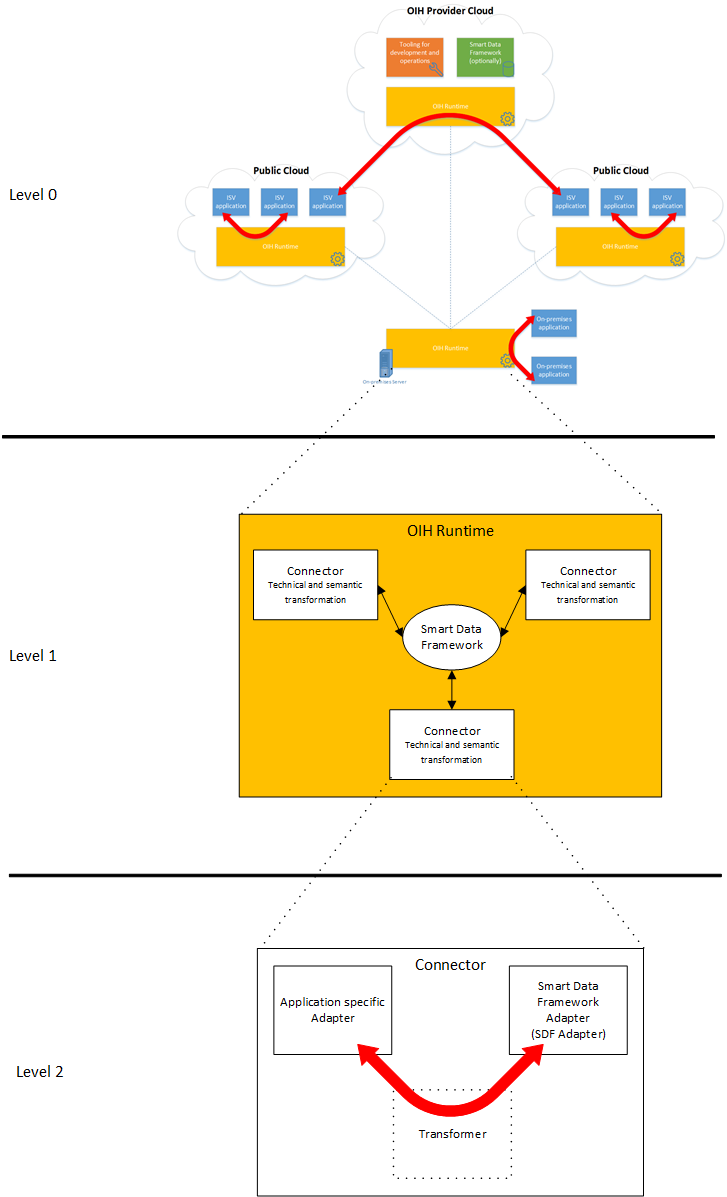 OIH Provider Cloud
Tooling for
development and
operations
Smart Data
Framework
(optionally)
OIH Runtime
Public Cloud
Public Cloud
Level 0
ISV
application
ISV
application
ISV
application
ISV
application
ISV
application
ISV
application
OIH Runtime
OIH Runtime
On-premises
application
OIH Runtime
On-premises
application
On-premises Server
OIH Runtime
Connector
Technical and semantic
transformation
Connector
Technical and semantic
transformation
Smart Data
Framework
Level 1
Connector
Technical and semantic
transformation
Connector
Application specific
Adapter
Smart Data
Framework
Adapter
(SDF Adapter)
Level 2
Transformer